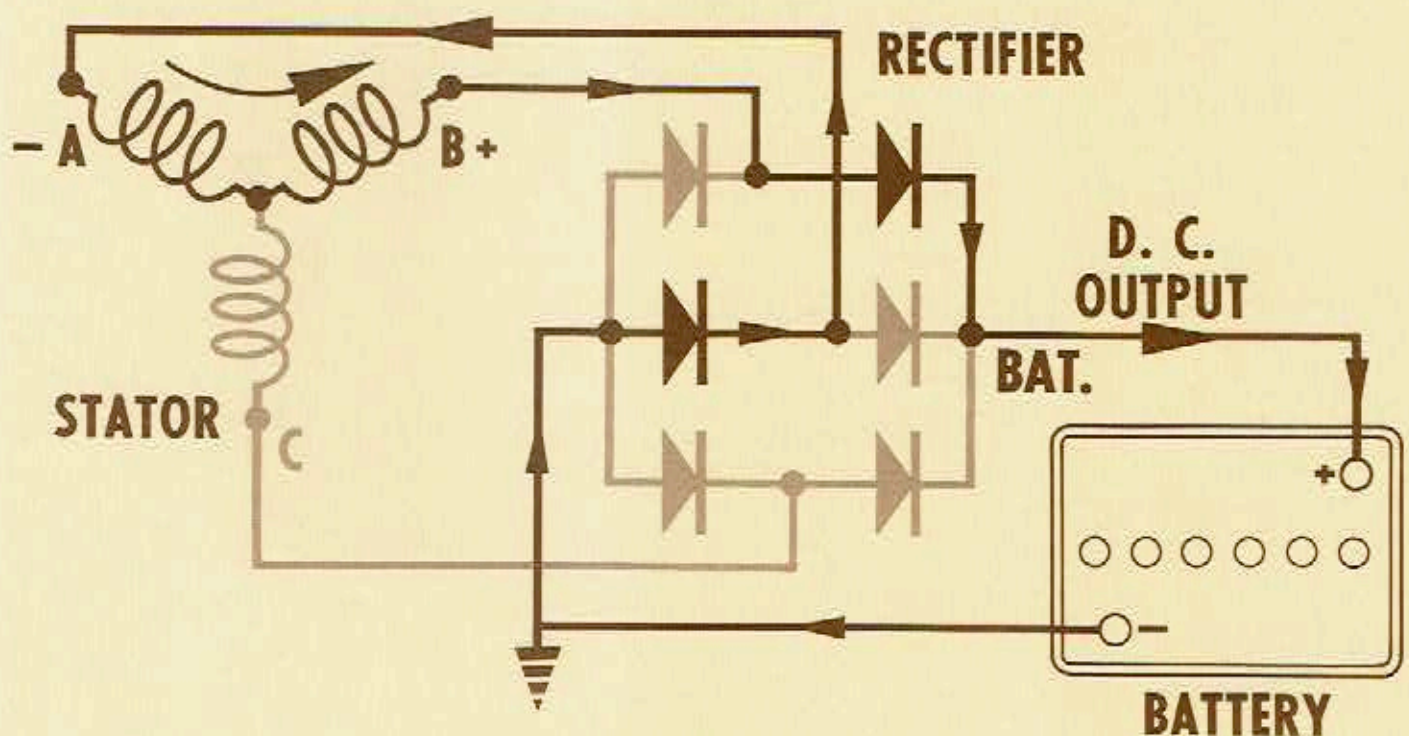 RECTIFIER
– A
B +
D. C.
OUTPUT
BAT.
STATOR
C
+
–
BATTERY